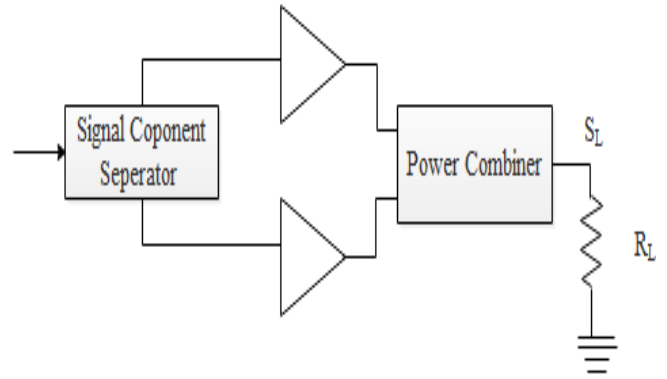 Signal Coponent
Seperator
Power Combiner
S_L
R_L